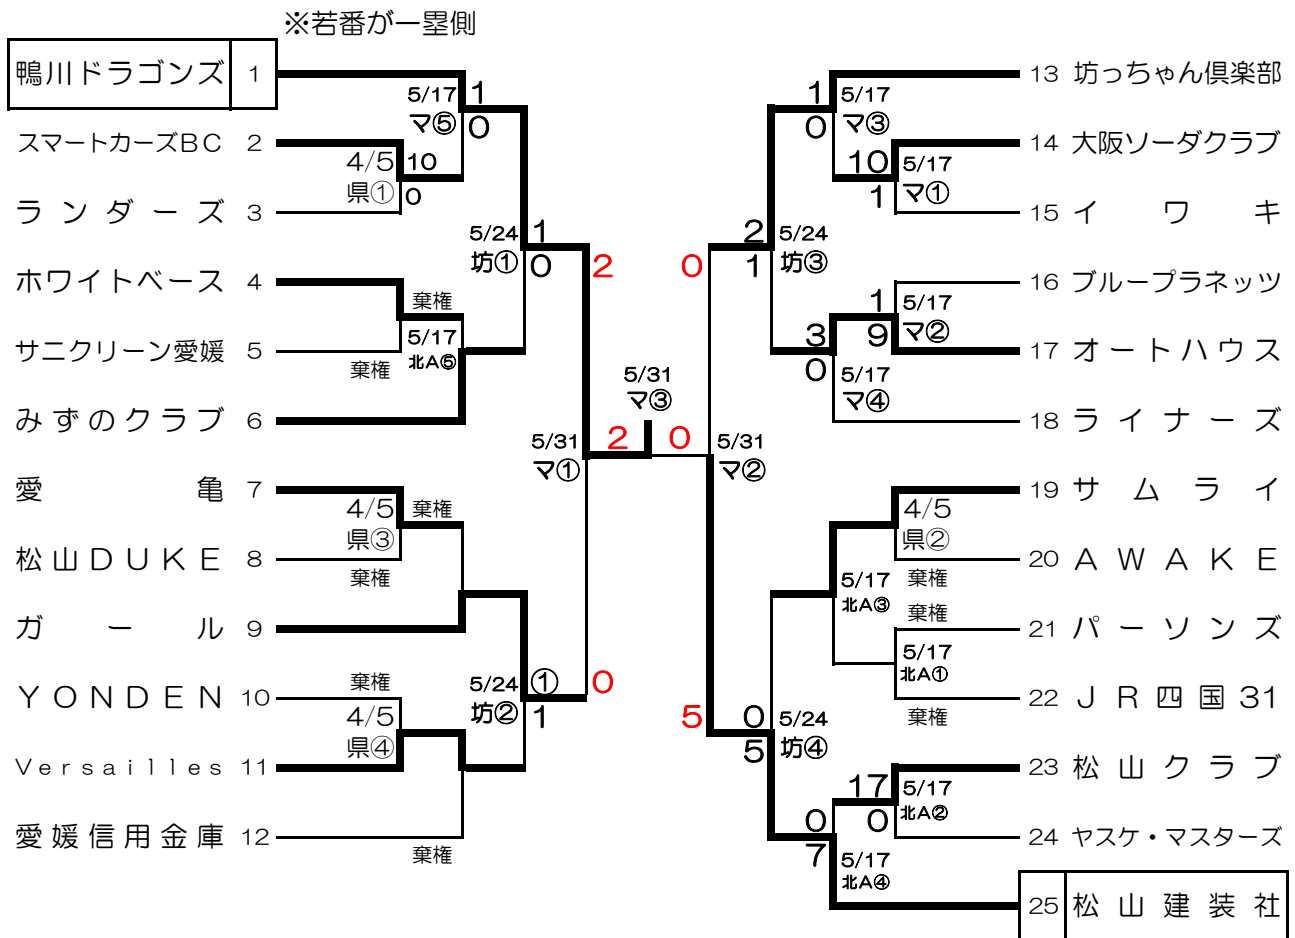 ※若番が一塁側
鴨川ドラゴンズ 1
スマートカーズBC 2
ランダーズ 3
ホワイトベース 4
サニクリーン愛媛 5
みずのクラブ 6
愛亀 7
松山DUKE 8
ガール 9
YONDEN 10
Versailles 11
愛媛信用金庫 12
5/17 1
マ⑤ 0
4/5 10
県① 0
5/24 1
坊① 0
棄権
5/17
北A⑤
棄権
2
4/5 棄権
県③
棄権
5/31
マ①
棄権
4/5
県④
5/24 ①
坊② 1
0
棄権
5/31
マ③
2 0
0
5/31
マ②
5
1 5/17
0 マ③
10 5/17
1 マ①
2 5/24
1 坊③
1 5/17
9 マ②
3
0 5/17
マ④
4/5
県②
棄権
5/17
北A③
棄権
5/17
北A①
棄権
0 5/24
5 坊④
17 5/17
0 北A②
0
7 5/17
北A④
13 坊っちゃん倶楽部
14 大阪ソーダクラブ
15 イワキ
16 ブループラネッツ
17 オートハウス
18 ライナーズ
19 サムライ
20 AWAKE
21 パーソンズ
22 JR四国31
23 松山クラブ
24 ヤスケ・マスターズ
25 松山建装社